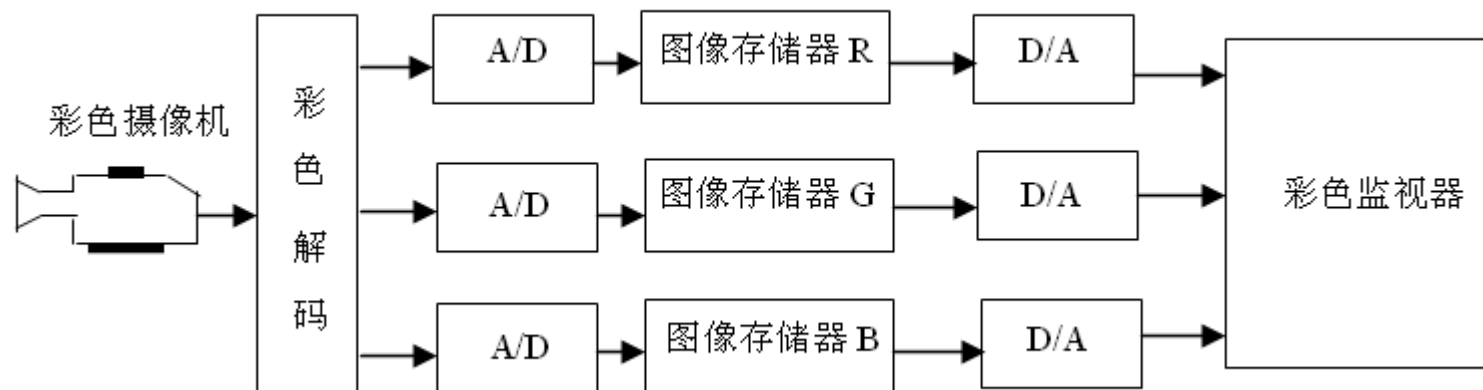 彩色摄像机
彩色解码
A/D
图像存储器 R
D/A
A/D
图像存储器 G
D/A
A/D
图像存储器 B
D/A
彩色监视器